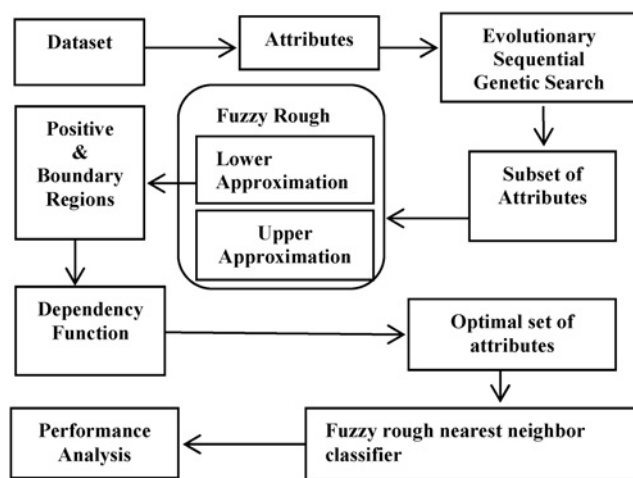 Dataset
Attributes
Evolutionary
Sequential
Genetic Search
Positive
&
Boundary
Regions
Fuzzy Rough
Lower
Approximation
Upper
Approximation
Subset of
Attributes
Dependency
Function
Optimal set of
attributes
Performance
Analysis
Fuzzy rough nearest neighbor
classifier